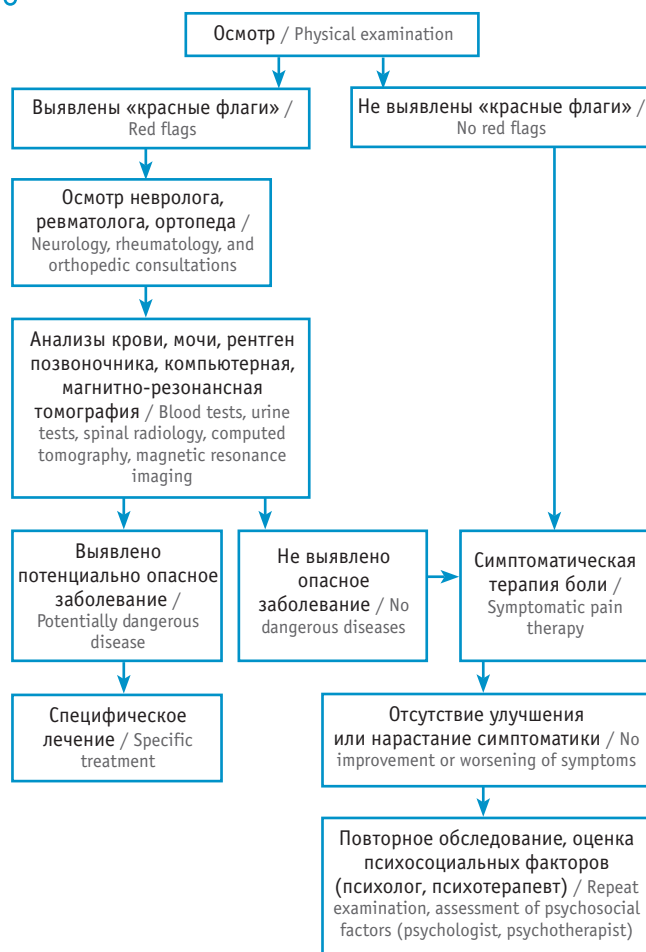 Осмотр / Physical examination
Выявлены «красные флаги» /
Red flags
Не выявлены «красные флаги» /
No red flags
Осмотр невролога,
ревматолога, ортопеда /
Neurology, rheumatology, and
orthopedic consultations
Анализы крови, мочи, рентген
позвоночника, компьютерная,
магнитно-резонансная
томография / Blood tests, urine
tests, spinal radiology, computed
tomography, magnetic resonance
imaging
Выявлено
потенциально опасное
заболевание /
Potentially dangerous
disease
Не выявлено
опасное
заболевание / No
dangerous diseases
Симптоматическая
терапия боли /
Symptomatic pain
therapy
Специфическое
лечение / Specific
treatment
Отсутствие улучшения
или нарастание симптоматики / No
improvement or worsening of symptoms
Повторное обследование, оценка
психосоциальных факторов
(психолог, психотерапевт) / Repeat
examination, assessment of psychosocial
factors (psychologist, psychotherapist)